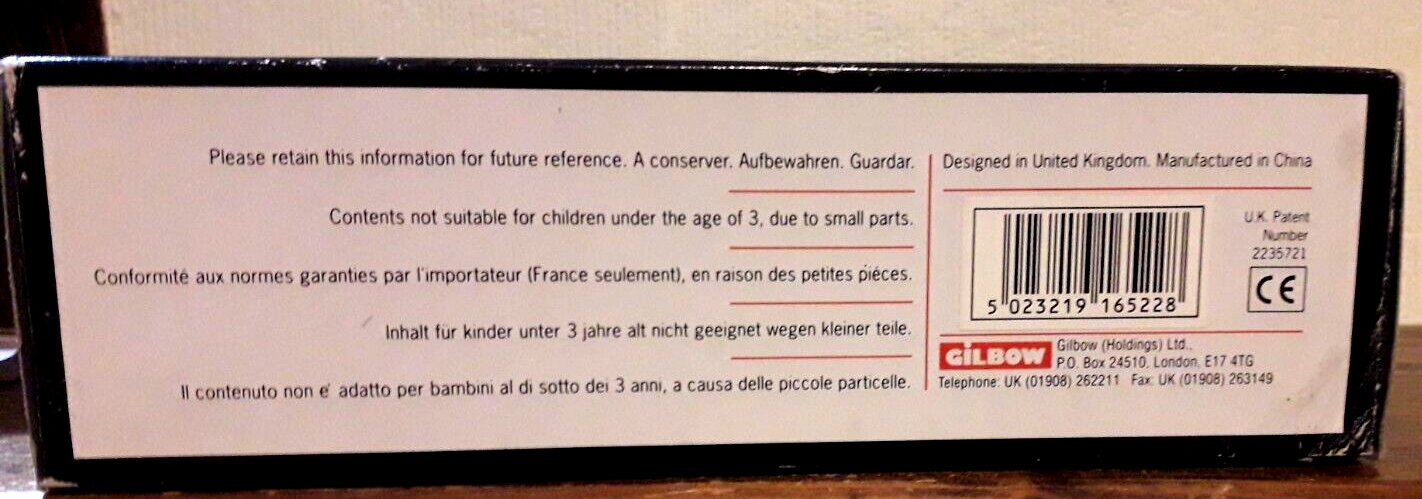 Please retain this information for future reference. A conserver. Aufbewahren. Guardar.
Contents not suitable for children under the age of 3, due to small parts.
Conformité aux normes garanties par l'importateur (France seulement), en raison des petites piéces.
Inhalt für kinder unter 3 jahre alt nicht geeignet wegen kleiner teile.
Il contenuto non e' adatto per bambini al di sotto dei 3 anni, a causa delle piccole particelle.
Designed in United Kingdom. Manufactured in China
5 023219 165228
U.K. Patent
Number
2235721
CE
GiLBOW
Gilbow (Holdings) Ltd.,
P.O. Box 24510, London, E17 4TG
Telephone: UK (01908) 262211 Fax: UK (01908) 263149